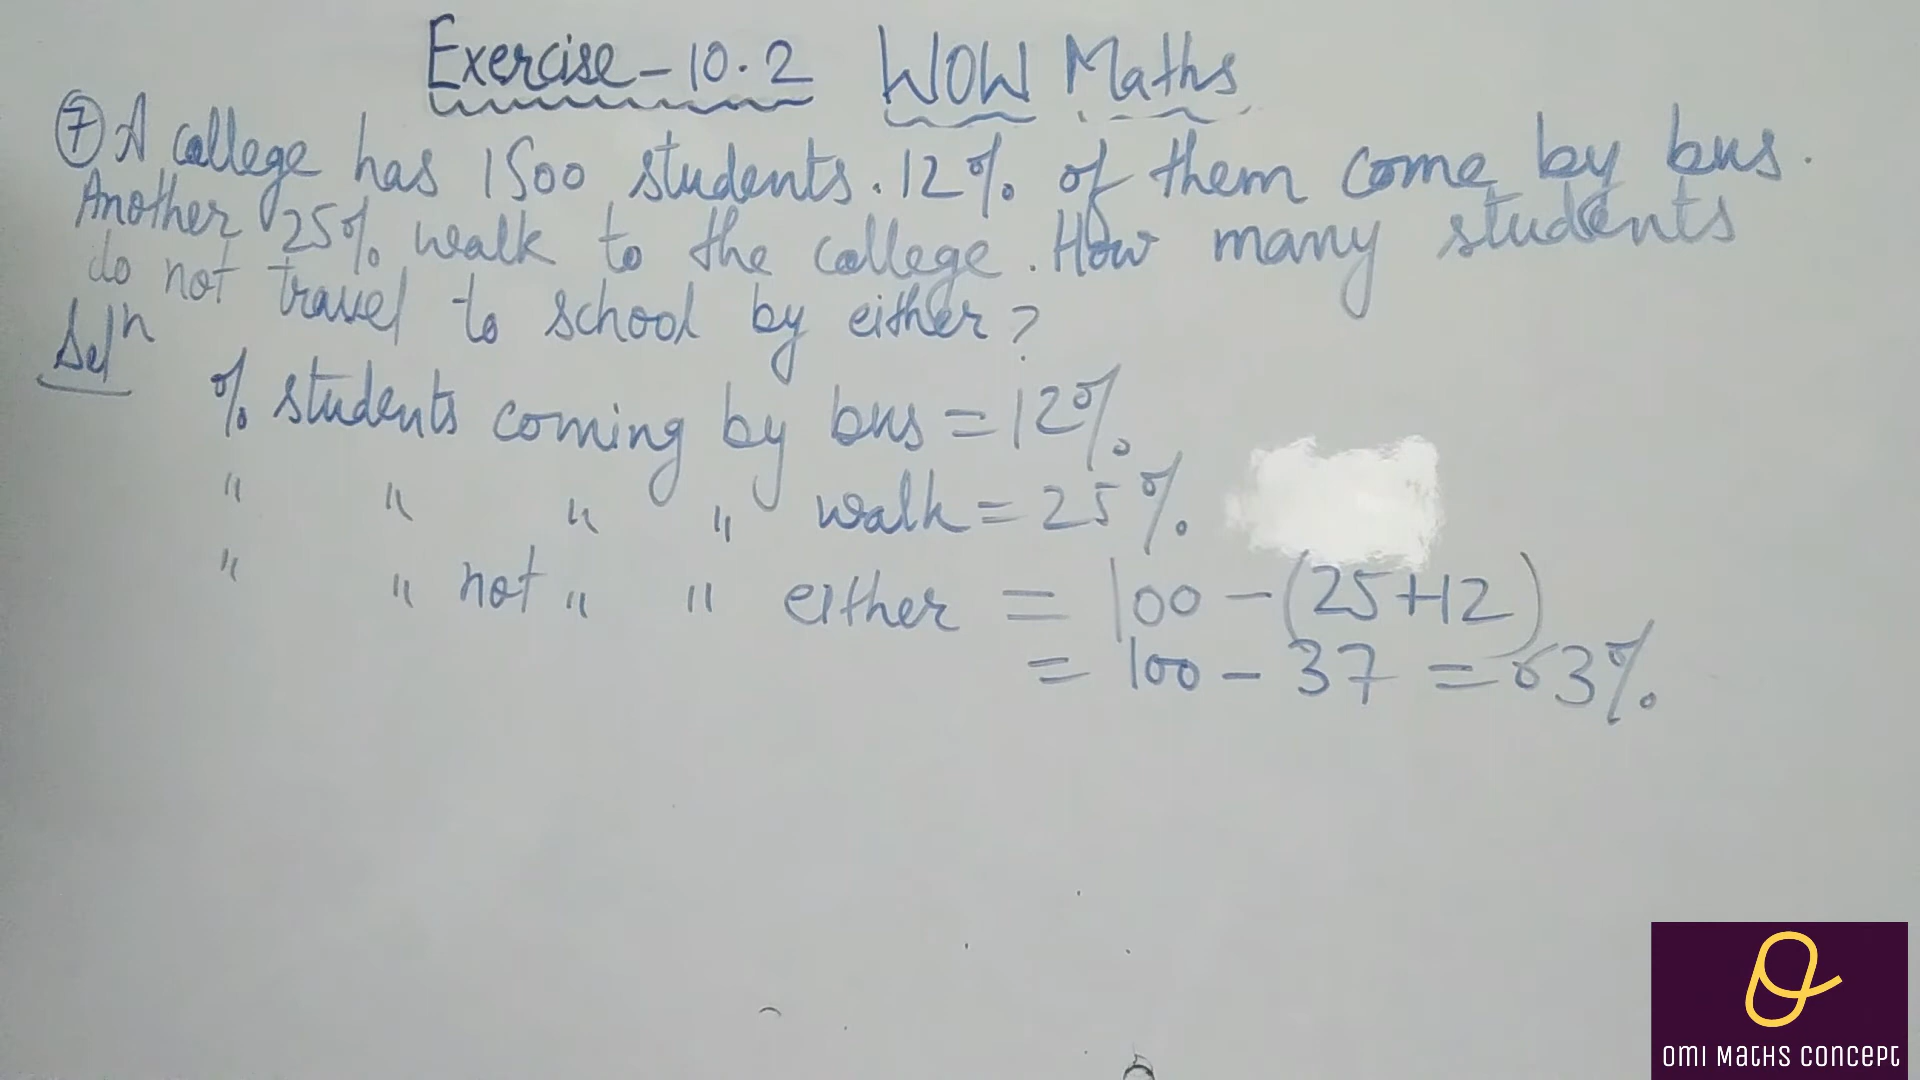 Exercise-10.2 WOW Maths
⑦ A college has 1500 students. 12% of them come by bus.
Another 25% walk to the college. How many students
do not travel to school by either?
Solⁿ
% students coming by bus = 12%
" " " " walk = 25%
" " not " " either = 100 - (25+12)
= 100 - 37 = 63%
OMI MATHS CONCEPT